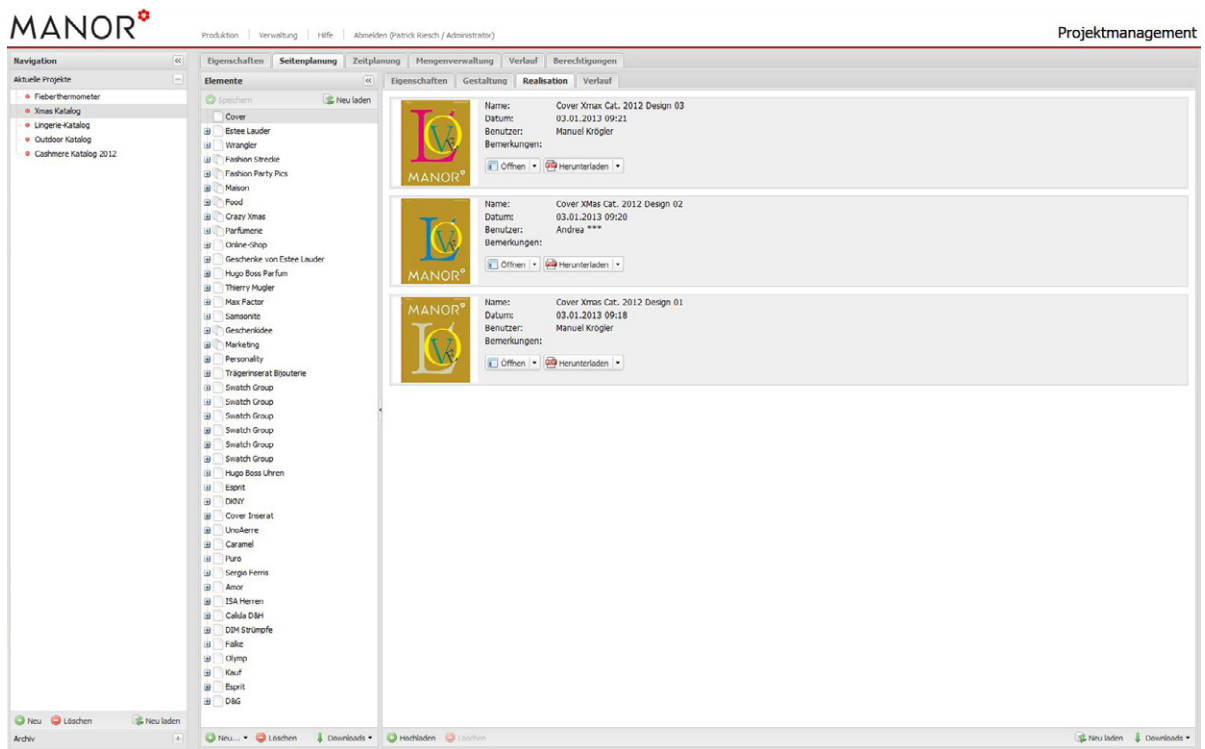 MANOR
Produktion Verwaltung Hilfe Abmelden (Patrick Riesch / Administrator)
Projektmanagement
Navigation
Aktuelle Projekte
Fieberthermometer
Xmas Katalog
Lingerie-Katalog
Outdoor Katalog
Cashmere Katalog 2012
Neu Löschen Neu laden
Archiv
Eigenschaften Seitenplanung Zeitplanung Mengenverwaltung Verlauf Berechtigungen
Elemente
Speichern Neu laden
Cover
Estee Lauder
Wrangler
Fashion Strecke
Fashion Party Pics
Maison
Food
Crazy Xmas
Parfümerie
Online-Shop
Geschenke von Estee Lauder
Hugo Boss Parfum
Thierry Mugler
Max Factor
Samsonite
Geschenkidee
Marketing
Personality
Trägerinserat Bijouterie
Swatch Group
Swatch Group
Swatch Group
Swatch Group
Swatch Group
Swatch Group
Hugo Boss Uhren
Esprit
DKNY
Cover Inserat
UnoAerre
Caramel
Puro
Sergio Ferris
Amor
ISA Herren
Calida D&H
DIM Strümpfe
Falke
Olymp
Kauf
Esprit
D&G
Neu... Löschen Downloads
Eigenschaften Gestaltung Realisation Verlauf
LOVE
MANOR
Name: Cover Xmax Cat. 2012 Design 03
Datum: 03.01.2013 09:21
Benutzer: Manuel Krögler
Bemerkungen:
Öffnen Herunterladen
LOVE
MANOR
Name: Cover XMas Cat. 2012 Design 02
Datum: 03.01.2013 09:20
Benutzer: Andrea ***
Bemerkungen:
Öffnen Herunterladen
MANOR
LOVE
Name: Cover Xmas Cat. 2012 Design 01
Datum: 03.01.2013 09:18
Benutzer: Manuel Krögler
Bemerkungen:
Öffnen Herunterladen
Hochladen Löschen
Neu laden Downloads